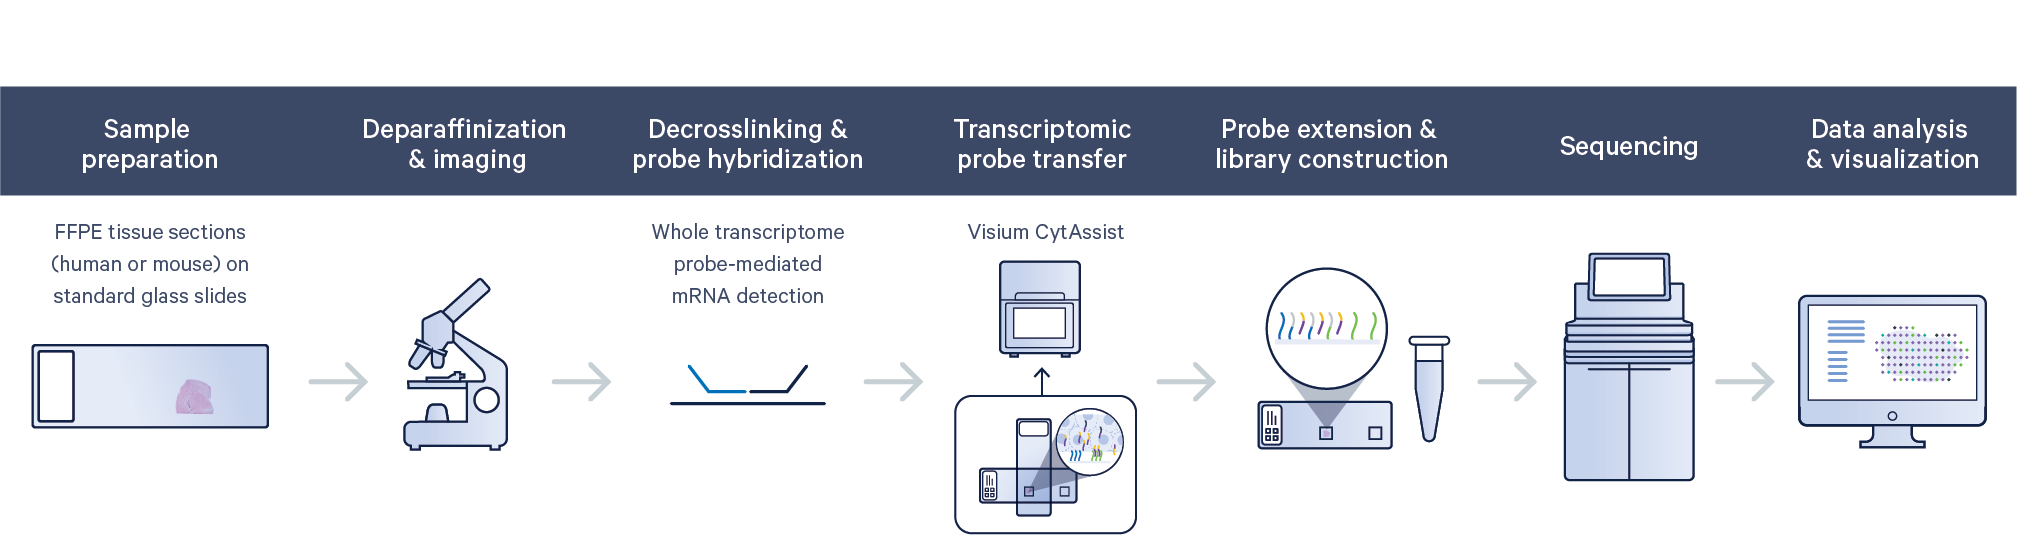 Sample
preparation
Deparaffinization
& imaging
Decrosslinking &
probe hybridization
Transcriptomic
probe transfer
Probe extension &
library construction
Sequencing
Data analysis
& visualization
FFPE tissue sections
(human or mouse) on
standard glass slides
Whole transcriptome
probe-mediated
mRNA detection
Visium CytAssist